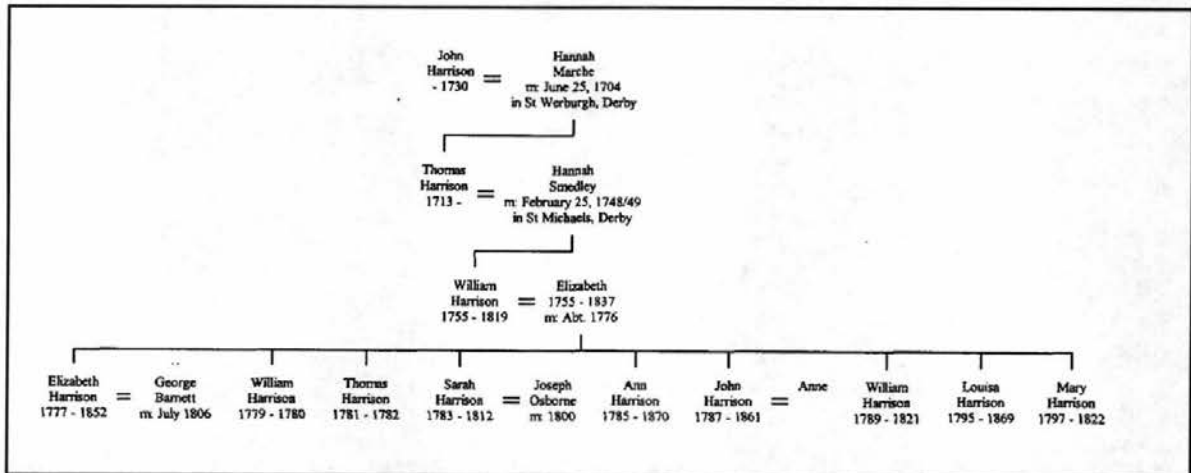 John
Harrison
- 1730
=
Hannah
Marche
m: June 25, 1704
in St Werburgh, Derby
Thomas
Harrison
1713 -
=
Hannah
Smedley
m: February 25, 1748/49
in St Michaels, Derby
William
Harrison
1755 - 1819
=
Elizabeth
1755 - 1837
m: Abt. 1776
Elizabeth
Harrison
1777 - 1852
=
George
Barnett
m: July 1806
William
Harrison
1779 - 1780
Thomas
Harrison
1781 - 1782
Sarah
Harrison
1783 - 1812
=
Joseph
Osborne
m: 1800
Ann
Harrison
1785 - 1870
John
Harrison
1787 - 1861
=
Anne
William
Harrison
1789 - 1821
Louisa
Harrison
1795 - 1869
Mary
Harrison
1797 - 1822